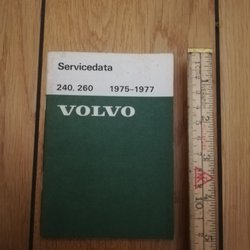 Servicedata
240, 260 1975-1977
VOLVO